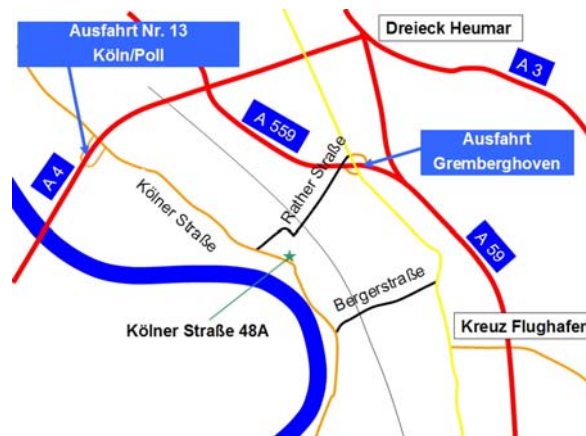 Ausfahrt Nr. 13
Köln/Poll
Dreieck Heumar
A 3
A 559
Ausfahrt
Gremberghoven
Rather Straße
A 4
Kölner Straße
A 59
Bergerstraße
Kölner Straße 48A
Kreuz Flughafen